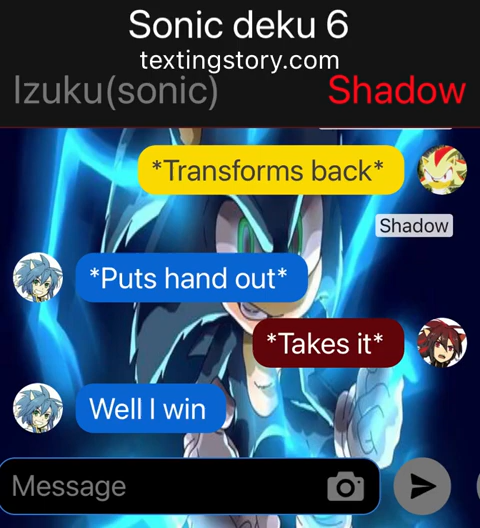 Sonic deku 6
textingstory.com
Izuku(sonic)
Shadow
*Transforms back*
Shadow
*Puts hand out*
*Takes it*
Well I win
Message